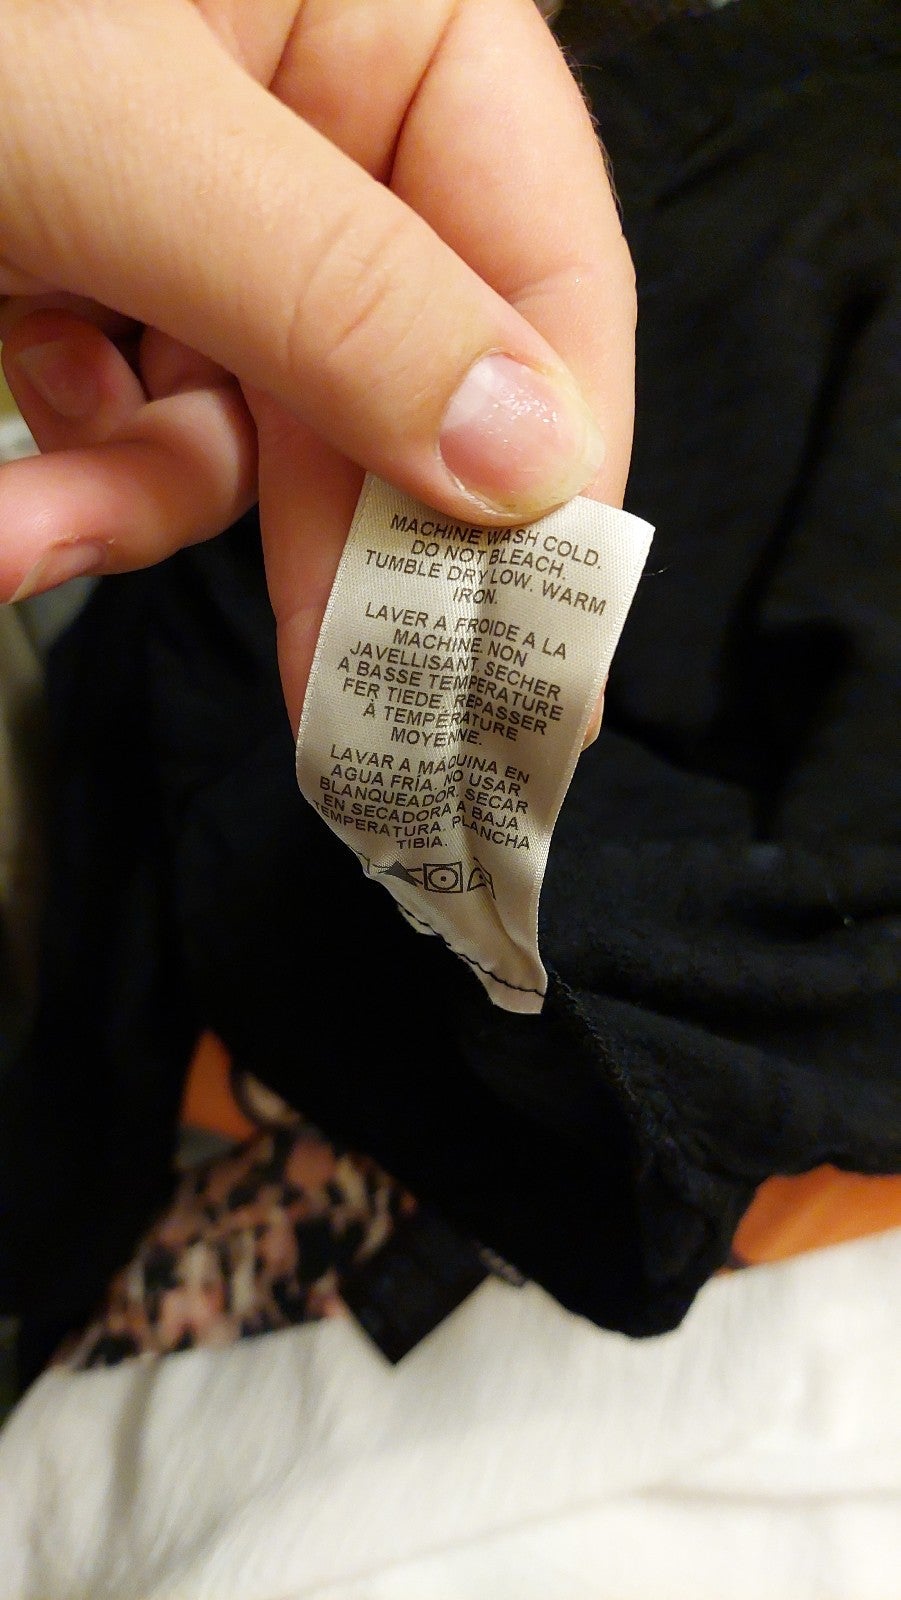 MACHINE WASH COLD.
DO NOT BLEACH.
TUMBLE DRY LOW. WARM
IRON.
LAVER A FROIDE A LA
MACHINE. NON
JAVELLISANT. SECHER
A BASSE TEMPERATURE
FER TIEDE. REPASSER
À TEMPÉRATURE
MOYENNE.
LAVAR A MÁQUINA EN
AGUA FRÍA. NO USAR
BLANQUEADOR. SECAR
EN SECADORA A BAJA
TEMPERATURA. PLANCHA
TIBIA.